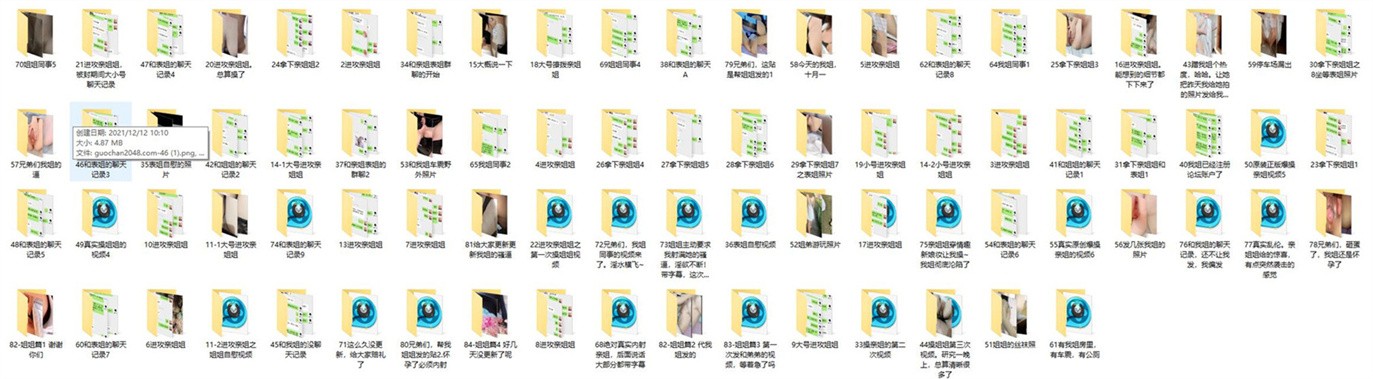 70姐姐同事5
21进攻亲姐姐,被封期间大小号聊天记录
47和表姐的聊天记录4
20进攻亲姐姐。总算操了
24拿下亲姐姐2
2进攻亲姐姐
34和亲姐表姐群聊的开始
15大概说一下
18大号撩拨亲姐姐
69姐姐同事4
38和表姐的聊天A
79兄弟们,这贴是帮姐姐发的1
58今天的我姐,十月一
5进攻亲姐姐
62和表姐的聊天记录8
64我姐同事1
25拿下亲姐姐3
16进攻亲姐姐。能想到的细节都下下来了
43蹭我姐个热度,哈哈。让她把昨天我给她拍的照片发给我...
59停车场漏出
30拿下亲姐姐之8坐等表姐照片
57兄弟们我姐的逼
创建日期: 2021/12/12 10:10
大小: 4.87 MB
文件: guochan2048.com-46 (1).png, ...
46和表姐的聊天记录3
35表姐自慰的照片
42和表姐的聊天记录2
14-1大号进攻亲姐姐
37和亲姐表姐的群聊2
53和我姐车震野外照片
65我姐同事2
4进攻亲姐姐
26拿下亲姐姐4
27拿下亲姐姐5
28拿下亲姐姐6
29拿下亲姐姐7之表姐照片
19小号进攻亲姐姐
14-2小号进攻亲姐姐
3进攻亲姐姐
41和表姐的聊天记录1
31拿下亲姐姐和表姐1
40我姐已经注册论坛账户了
50原装正版爆操亲姐视频5
23拿下亲姐姐1
48和表姐的聊天记录5
49真实操姐姐的视频4
10进攻亲姐姐
11-1大号进攻亲姐姐
74和表姐的聊天记录9
13进攻亲姐姐
7进攻亲姐姐
81给大家更新更新我姐的骚逼
22进攻亲姐姐之第一次操姐姐视频
72兄弟们,我姐同事的视频来了。淫水横飞~
73姐姐主动要求我射满她的骚逼,淫欲不断!带字幕,这次...
36表姐自慰视频
52姐弟游玩照片
17进攻亲姐姐
75亲姐姐穿情趣新娘妆让我操~我姐彻底沦陷了
54和表姐的聊天记录6
55真实原创爆操亲姐的视频6
56发几张我姐的照片
76和我姐的聊天记录,还不让我发,我偏发
77真实乱伦。亲姐姐给的惊喜,有点突然袭击的感觉
78兄弟们,砸蛋了,我姐还是怀孕了
82-姐姐篇1 谢谢你们
60和表姐的聊天记录7
6进攻亲姐姐
11-2进攻亲姐之姐姐自慰视频
45和我姐的没聊天记录
71这么久没更新,给大家赔礼了
80兄弟们,帮我姐姐发的贴2.怀孕了必须内射
84-姐姐篇4 好几天没更新了呢
8进攻亲姐姐
68绝对真实内射亲姐,后面说话大部分都带字幕
82-姐姐篇2 代我姐发的
83-姐姐篇3 第一次发和弟弟的视频,等着急了吗
9大号进攻姐姐
33操亲姐的第二次视频
44操姐姐第三次视频。研究一晚上,总算清晰很多了
51姐姐的丝袜照
61有我姐房里,有车震,有公厕